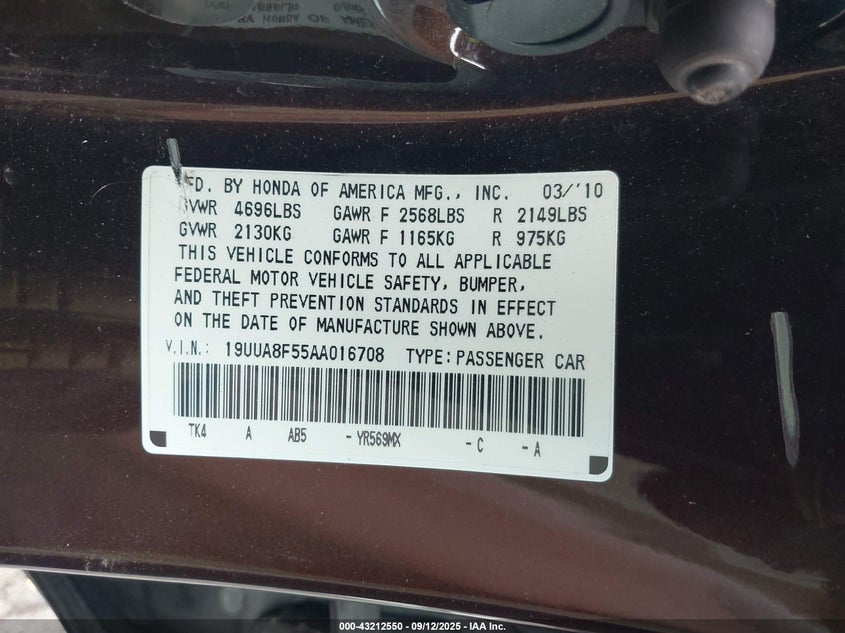 MFD. BY HONDA OF AMERICA MFG., INC. 03/'10
GVWR 4696LBS GAWR F 2568LBS R 2149LBS
GVWR 2130KG GAWR F 1165KG R 975KG
THIS VEHICLE CONFORMS TO ALL APPLICABLE
FEDERAL MOTOR VEHICLE SAFETY, BUMPER,
AND THEFT PREVENTION STANDARDS IN EFFECT
ON THE DATE OF MANUFACTURE SHOWN ABOVE.
V.I.N.: 19UUA8F55AA016708 TYPE: PASSENGER CAR
TK4 A AB5 - YR569MX - C - A
000-43212550 - 09/12/2025 - IAA Inc.